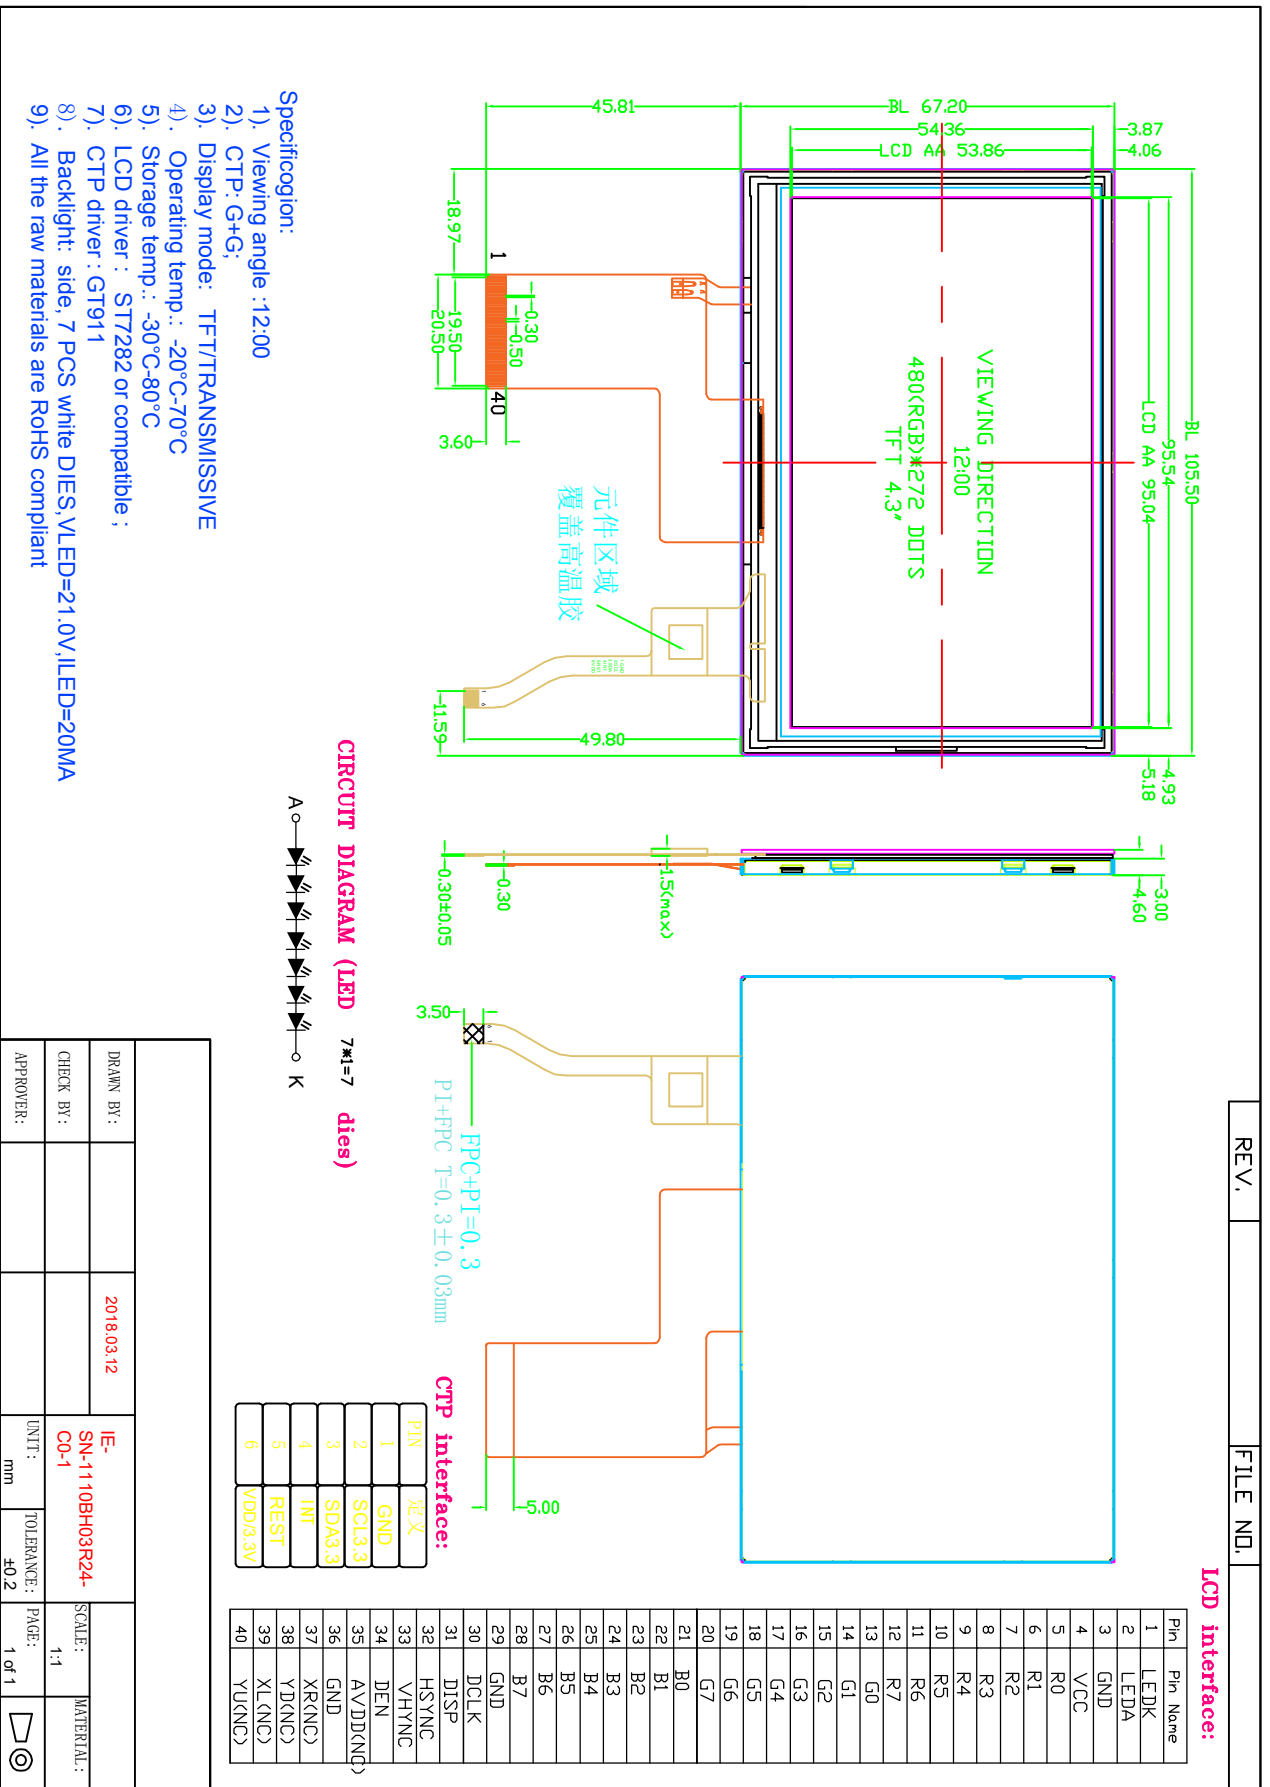 REV.
FILE NO.
BL 105.50
95.54
LCD AA 95.04
4.93
5.18
BL 67.20
54.36
LCD AA 53.86
3.87
4.06
45.81
VIEWING DIRECTION
12:00
480(RGB)*272 DOTS
TFT 4.3"
18.97
1
40
0.30
0.50
19.50
20.50
3.60
元件区域
覆盖高温胶
1
6
11.59
49.80
3.00
4.60
1.5(max)
0.30
0.30±0.05
3.50
6
1
FPC+PI=0.3
PI+FPC T=0.3±0.03mm
5.00
Specificogion:
1). Viewing angle :12:00
2). CTP: G+G;
3). Display mode: TFT/TRANSMISSIVE
4). Operating temp.: -20°C-70°C
5). Storage temp.: -30°C-80°C
6). LCD driver : ST7282 or compatible ;
7). CTP driver : GT911
8). Backlight: side, 7 PCS white DIES,VLED=21.0V,ILED=20MA
9). All the raw materials are RoHS compliant
CIRCUIT DIAGRAM (LED 7*1=7 dies)
A
K
CTP interface:
PIN 定义
1 GND
2 SCL3.3
3 SDA3.3
4 INT
5 REST
6 VDD/3.3V
LCD interface:
Pin Pin Name
1 LEDK
2 LEDA
3 GND
4 VCC
5 R0
6 R1
7 R2
8 R3
9 R4
10 R5
11 R6
12 R7
13 G0
14 G1
15 G2
16 G3
17 G4
18 G5
19 G6
20 G7
21 B0
22 B1
23 B2
24 B3
25 B4
26 B5
27 B6
28 B7
29 GND
30 DCLK
31 DISP
32 HSYNC
33 VHYNC
34 DEN
35 AVDD(NC)
36 GND
37 XR(NC)
38 YD(NC)
39 XL(NC)
40 YU(NC)
DRAWN BY:
2018.03.12
CHECK BY:
APPROVER:
IE-
SN-1110BH03R24-
C0-1
SCALE:
1:1
MATERIAL:
UNIT:
mm
TOLERANCE:
±0.2
PAGE:
1 of 1